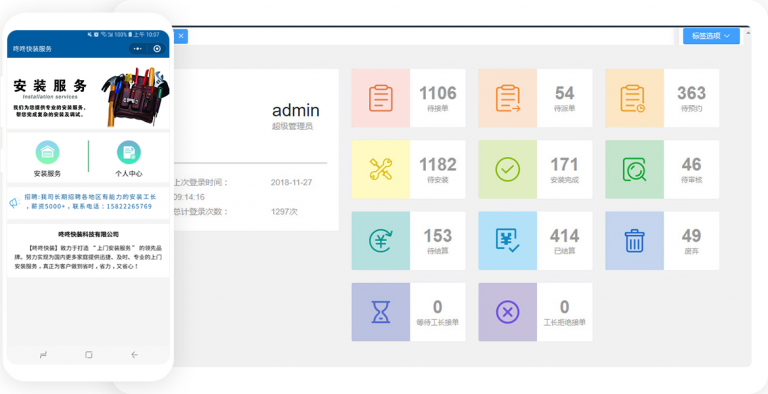 100% 上午 10:07
咚咚快装服务
安装服务
Installation services
我们为您提供专业的安装服务、
帮您完成复杂的安装及调试。
安装服务
个人中心
招聘:我司长期招聘各地区有能力的安装工长
，薪资5000+，联系电话：15822265769
咚咚快装科技有限公司
【咚咚快装】致力于打造 “上门安装服务” 的领先品
牌。努力实现为国内更多家庭提供迅捷、及时、专业的上门
安装服务，真正为客户做到省时，省力，又省心！
标签选项
admin
超级管理员
上次登录时间：
2018-11-27
09:14:16
总计登录次数：
1297次
1106
待接单
54
待派单
363
待预约
1182
待安装
171
安装完成
46
待审核
153
待结算
414
已结算
49
废弃
0
等待工长接单
0
工长拒绝接单